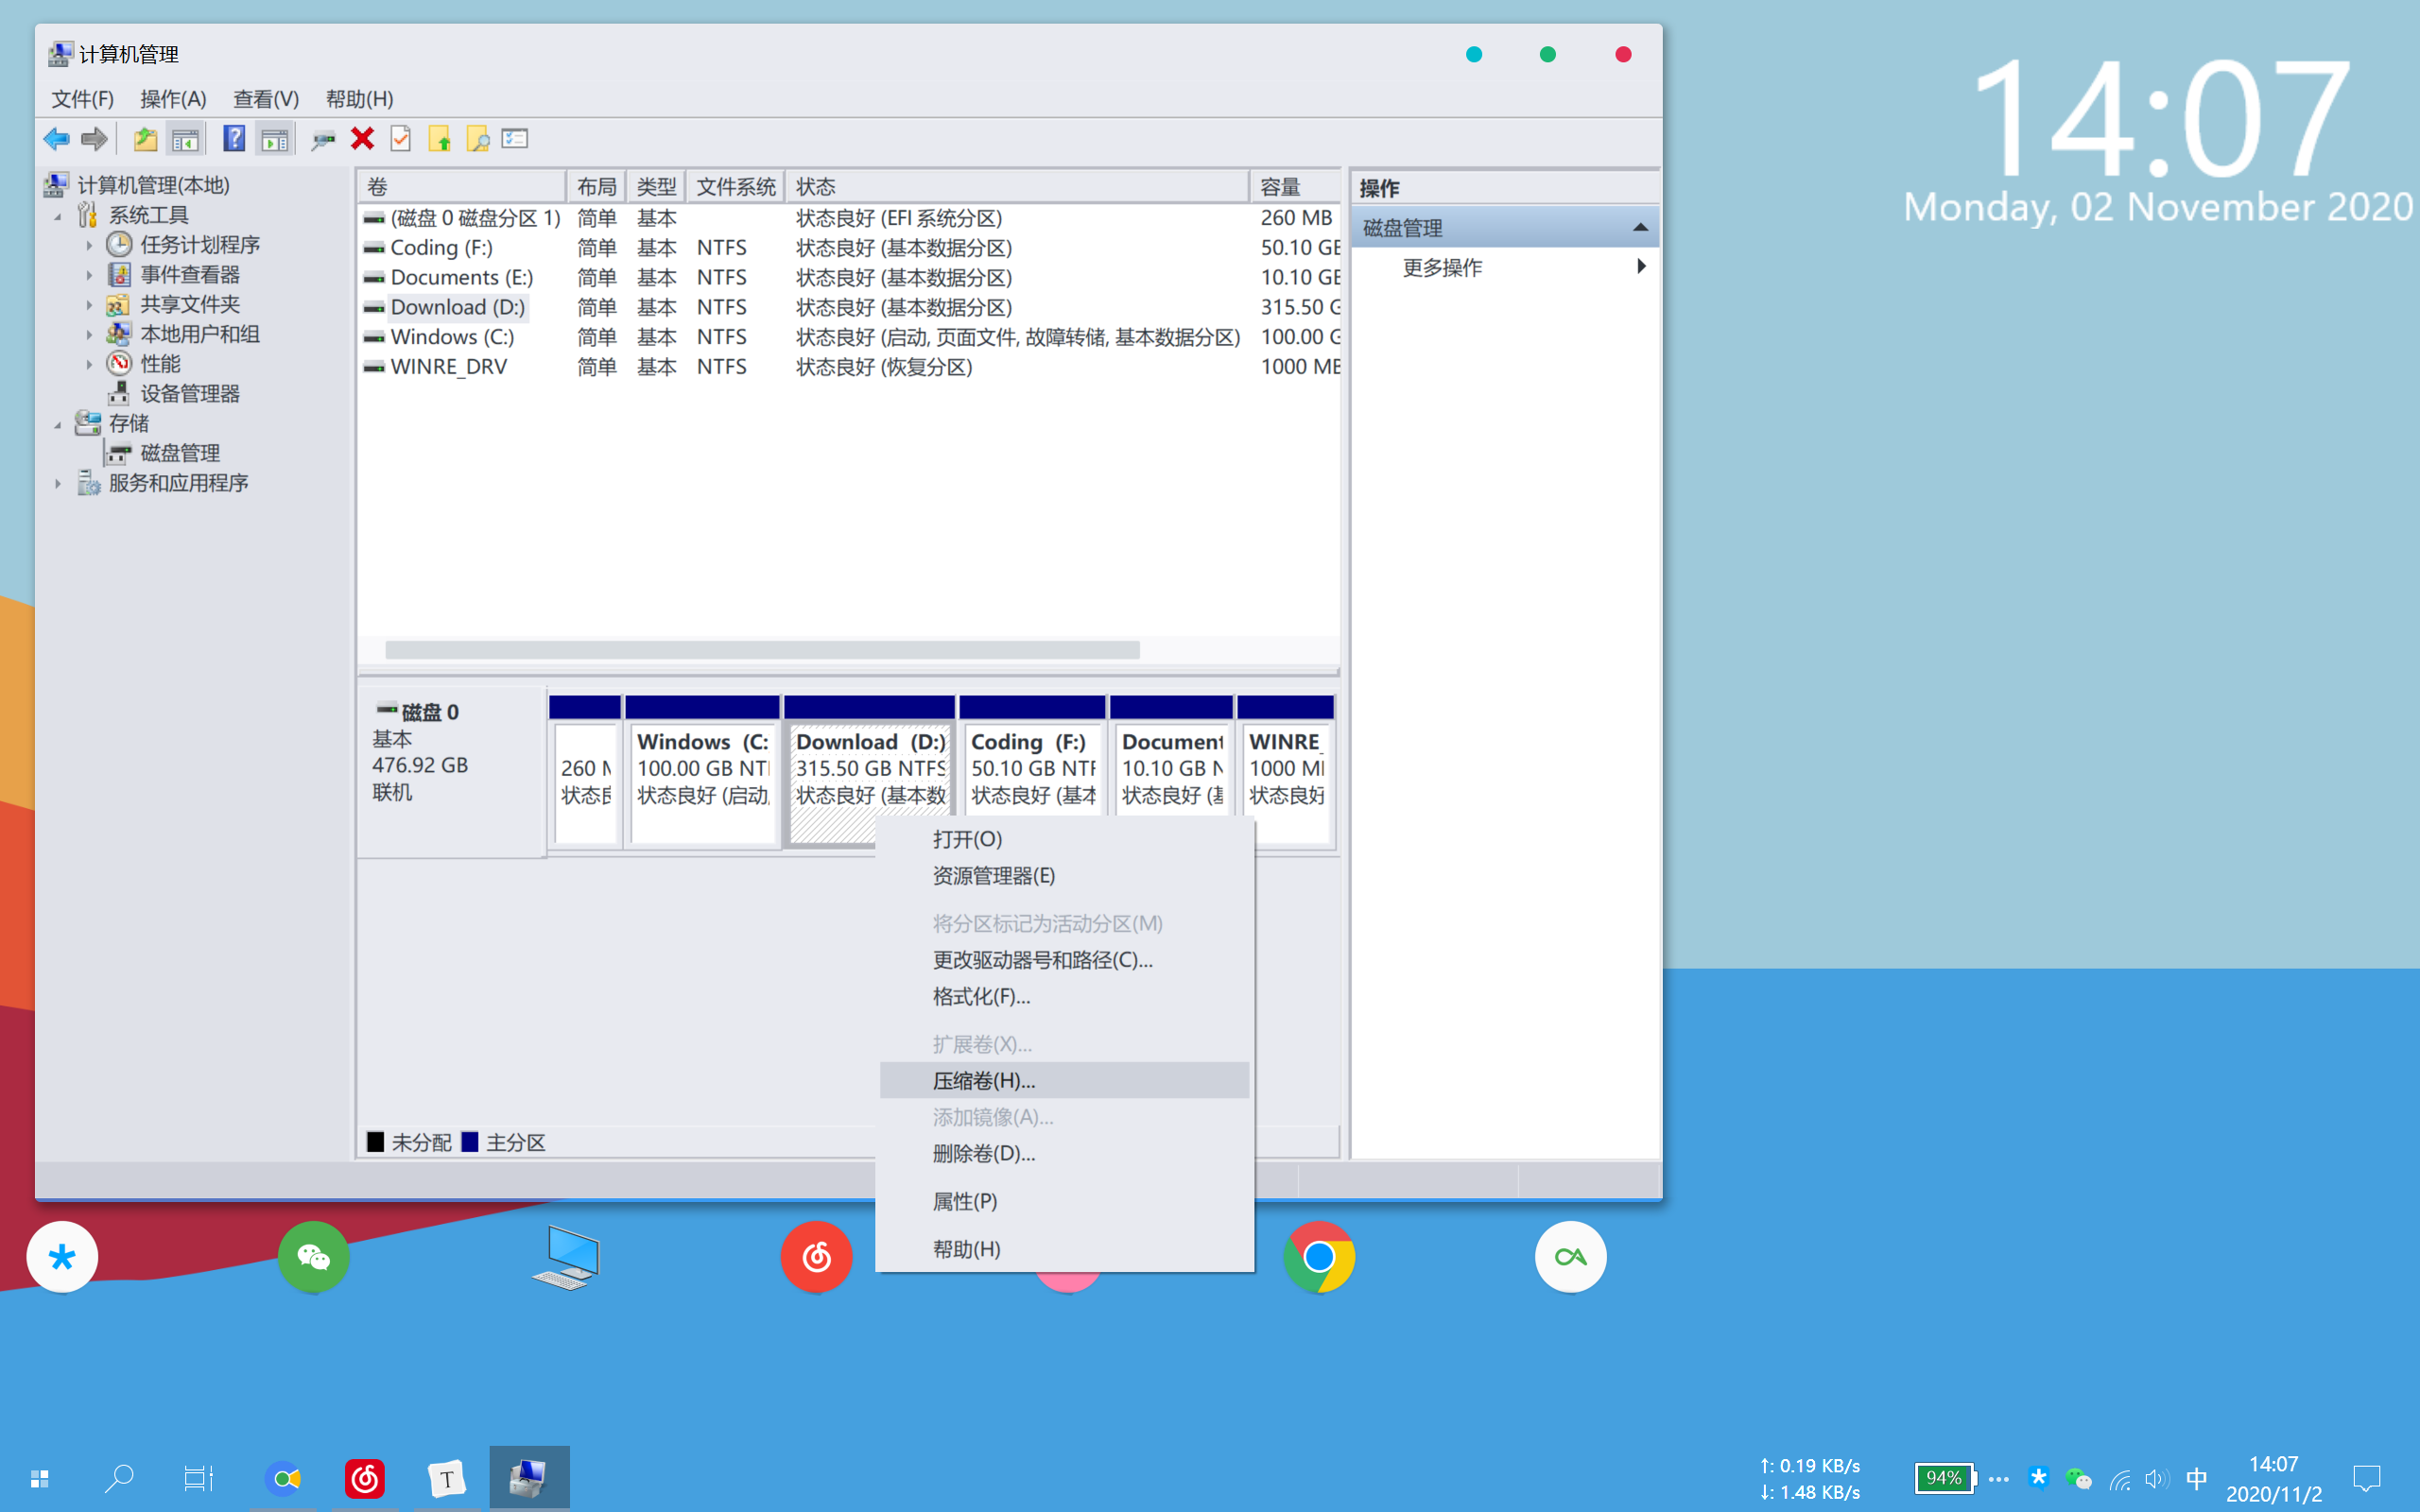 计算机管理
文件(F) 操作(A) 查看(V) 帮助(H)
计算机管理(本地)
系统工具
任务计划程序
事件查看器
共享文件夹
本地用户和组
性能
设备管理器
存储
磁盘管理
服务和应用程序
卷 布局 类型 文件系统 状态 容量
(磁盘 0 磁盘分区 1) 简单 基本 状态良好 (EFI 系统分区) 260 MB
Coding (F:) 简单 基本 NTFS 状态良好 (基本数据分区) 50.10 GB
Documents (E:) 简单 基本 NTFS 状态良好 (基本数据分区) 10.10 GB
Download (D:) 简单 基本 NTFS 状态良好 (基本数据分区) 315.50 G
Windows (C:) 简单 基本 NTFS 状态良好 (启动, 页面文件, 故障转储, 基本数据分区) 100.00 G
WINRE_DRV 简单 基本 NTFS 状态良好 (恢复分区) 1000 MB
操作
磁盘管理
更多操作
磁盘 0
基本
476.92 GB
联机
260 M
状态良
Windows (C:
100.00 GB NTI
状态良好 (启动,
Download (D:)
315.50 GB NTFS
状态良好 (基本数
Coding (F:)
50.10 GB NTF
状态良好 (基本
Document
10.10 GB N
状态良好 (基
WINRE_
1000 MI
状态良好
打开(O)
资源管理器(E)
将分区标记为活动分区(M)
更改驱动器号和路径(C)...
格式化(F)...
扩展卷(X)...
压缩卷(H)...
添加镜像(A)...
删除卷(D)...
属性(P)
帮助(H)
未分配 主分区
14:07
Monday, 02 November 2020
T
↑: 0.19 KB/s
↓: 1.48 KB/s
94%
中
14:07
2020/11/2